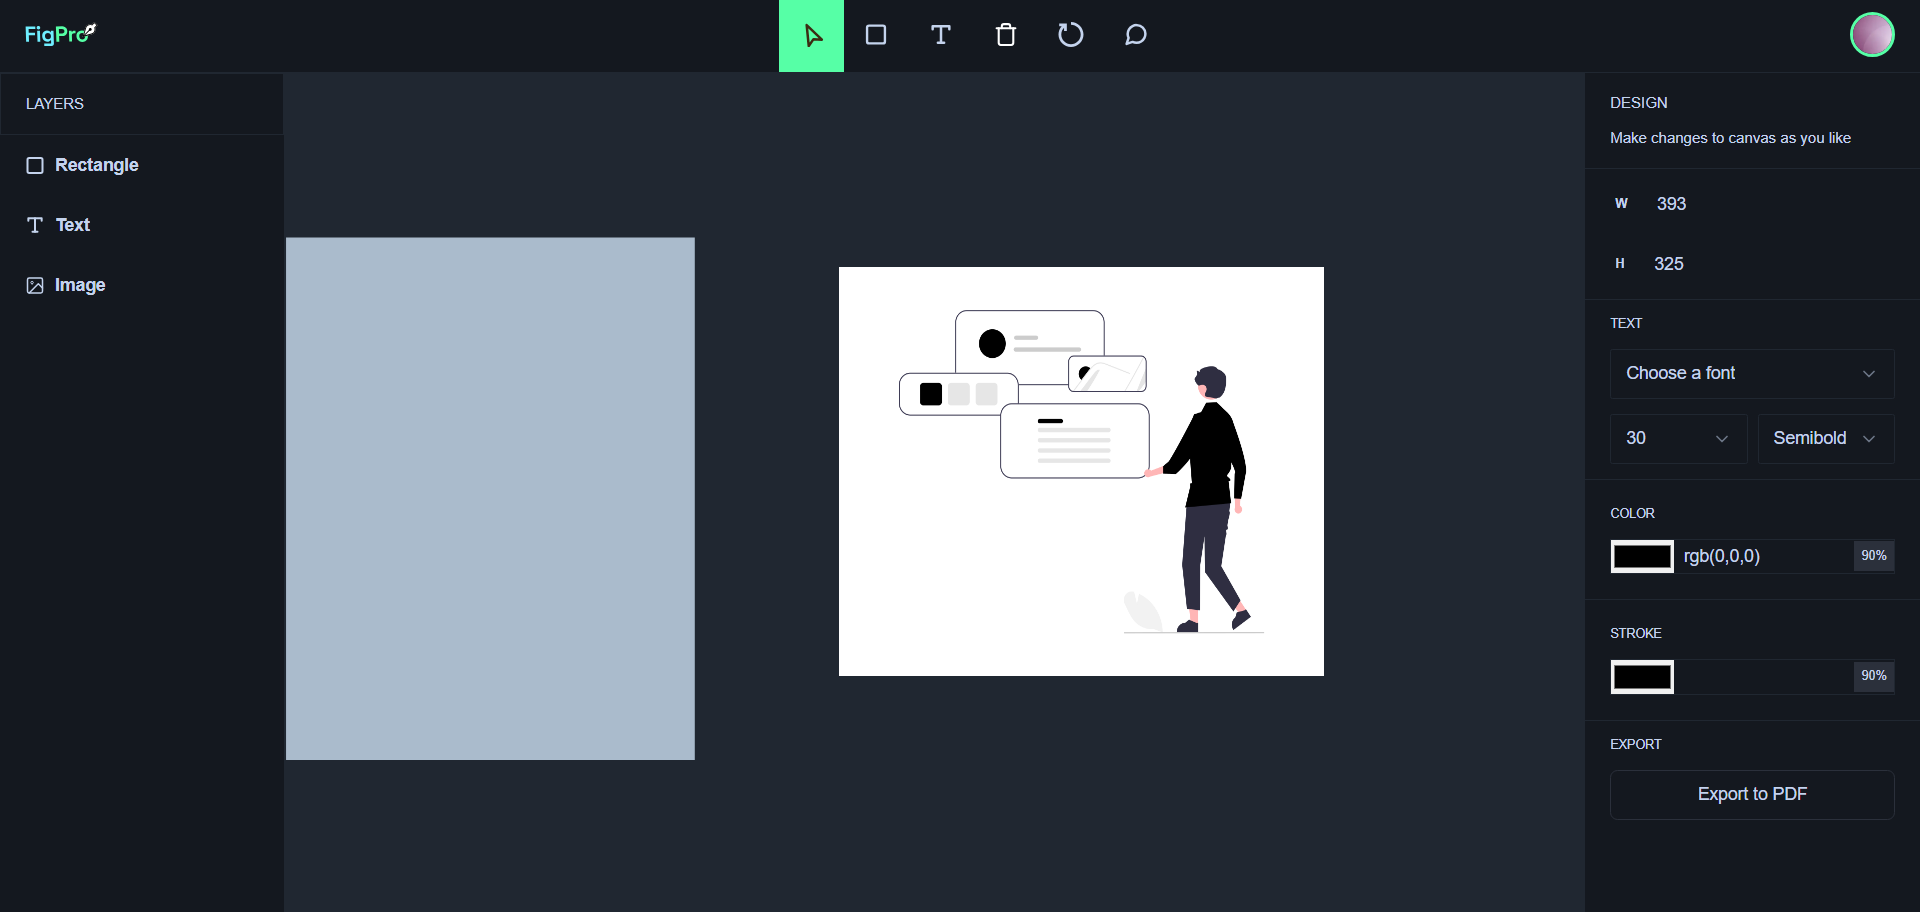 FigPro
LAYERS
Rectangle
Text
Image
DESIGN
Make changes to canvas as you like
W 393
H 325
TEXT
Choose a font
30 Semibold
COLOR
rgb(0,0,0) 90%
STROKE
90%
EXPORT
Export to PDF